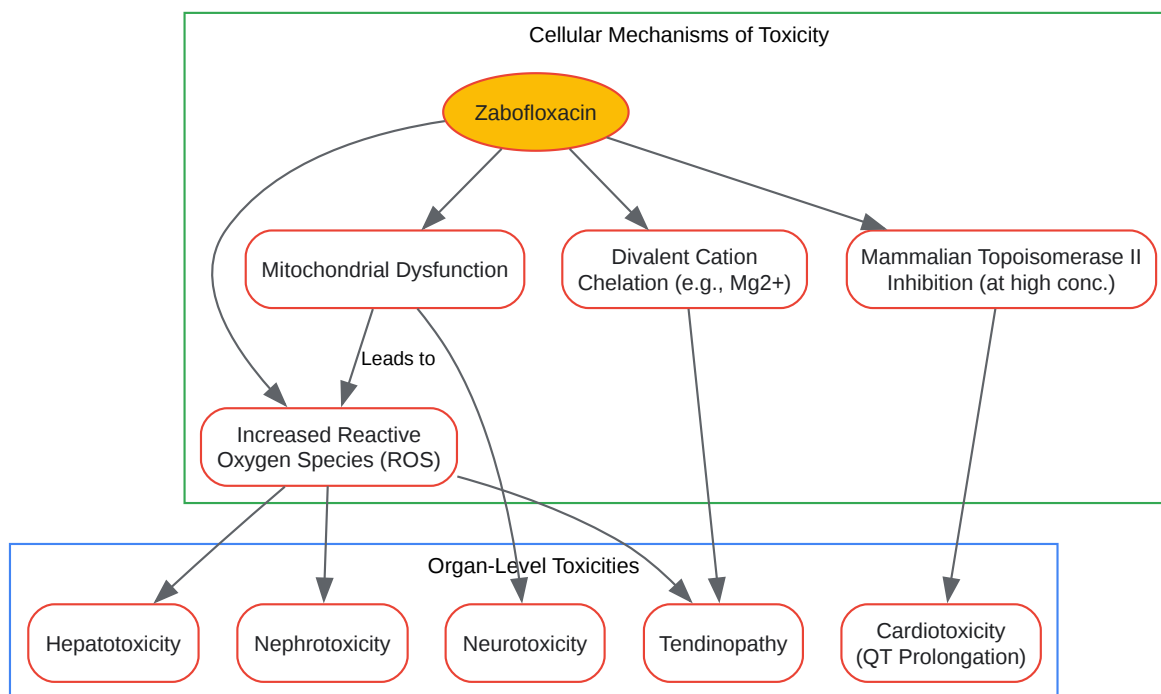 Cellular Mechanisms of Toxicity
Zabofloxacin
Mitochondrial Dysfunction
Divalent Cation
Chelation (e.g., Mg2+)
Mammalian Topoisomerase II
Inhibition (at high conc.)
Leads to
Increased Reactive
Oxygen Species (ROS)
Organ-Level Toxicities
Hepatotoxicity
Nephrotoxicity
Neurotoxicity
Tendinopathy
Cardiotoxicity
(QT Prolongation)